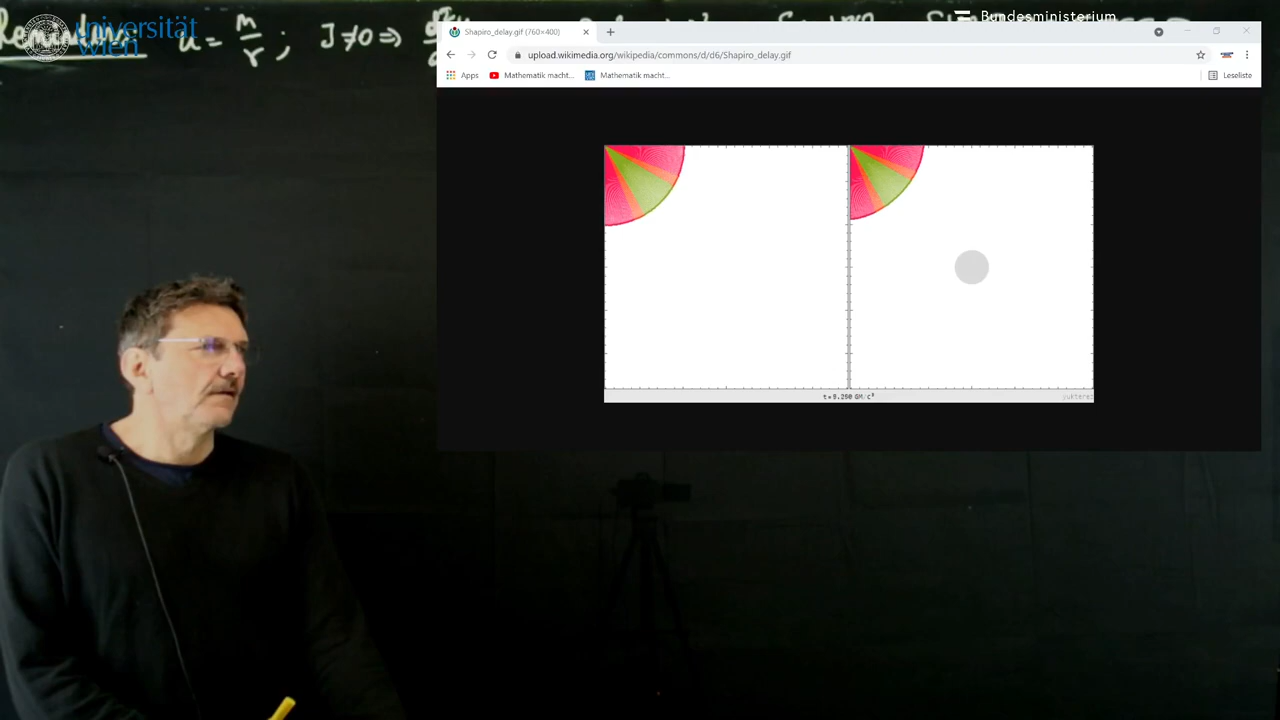 universität
wien
u = m/r ; J≠0 ⇒
Bundesministerium
Shapiro_delay.gif (760×400)
upload.wikimedia.org/wikipedia/commons/d/d6/Shapiro_delay.gif
Apps
Mathematik macht...
Mathematik macht...
Leseliste
yukterez